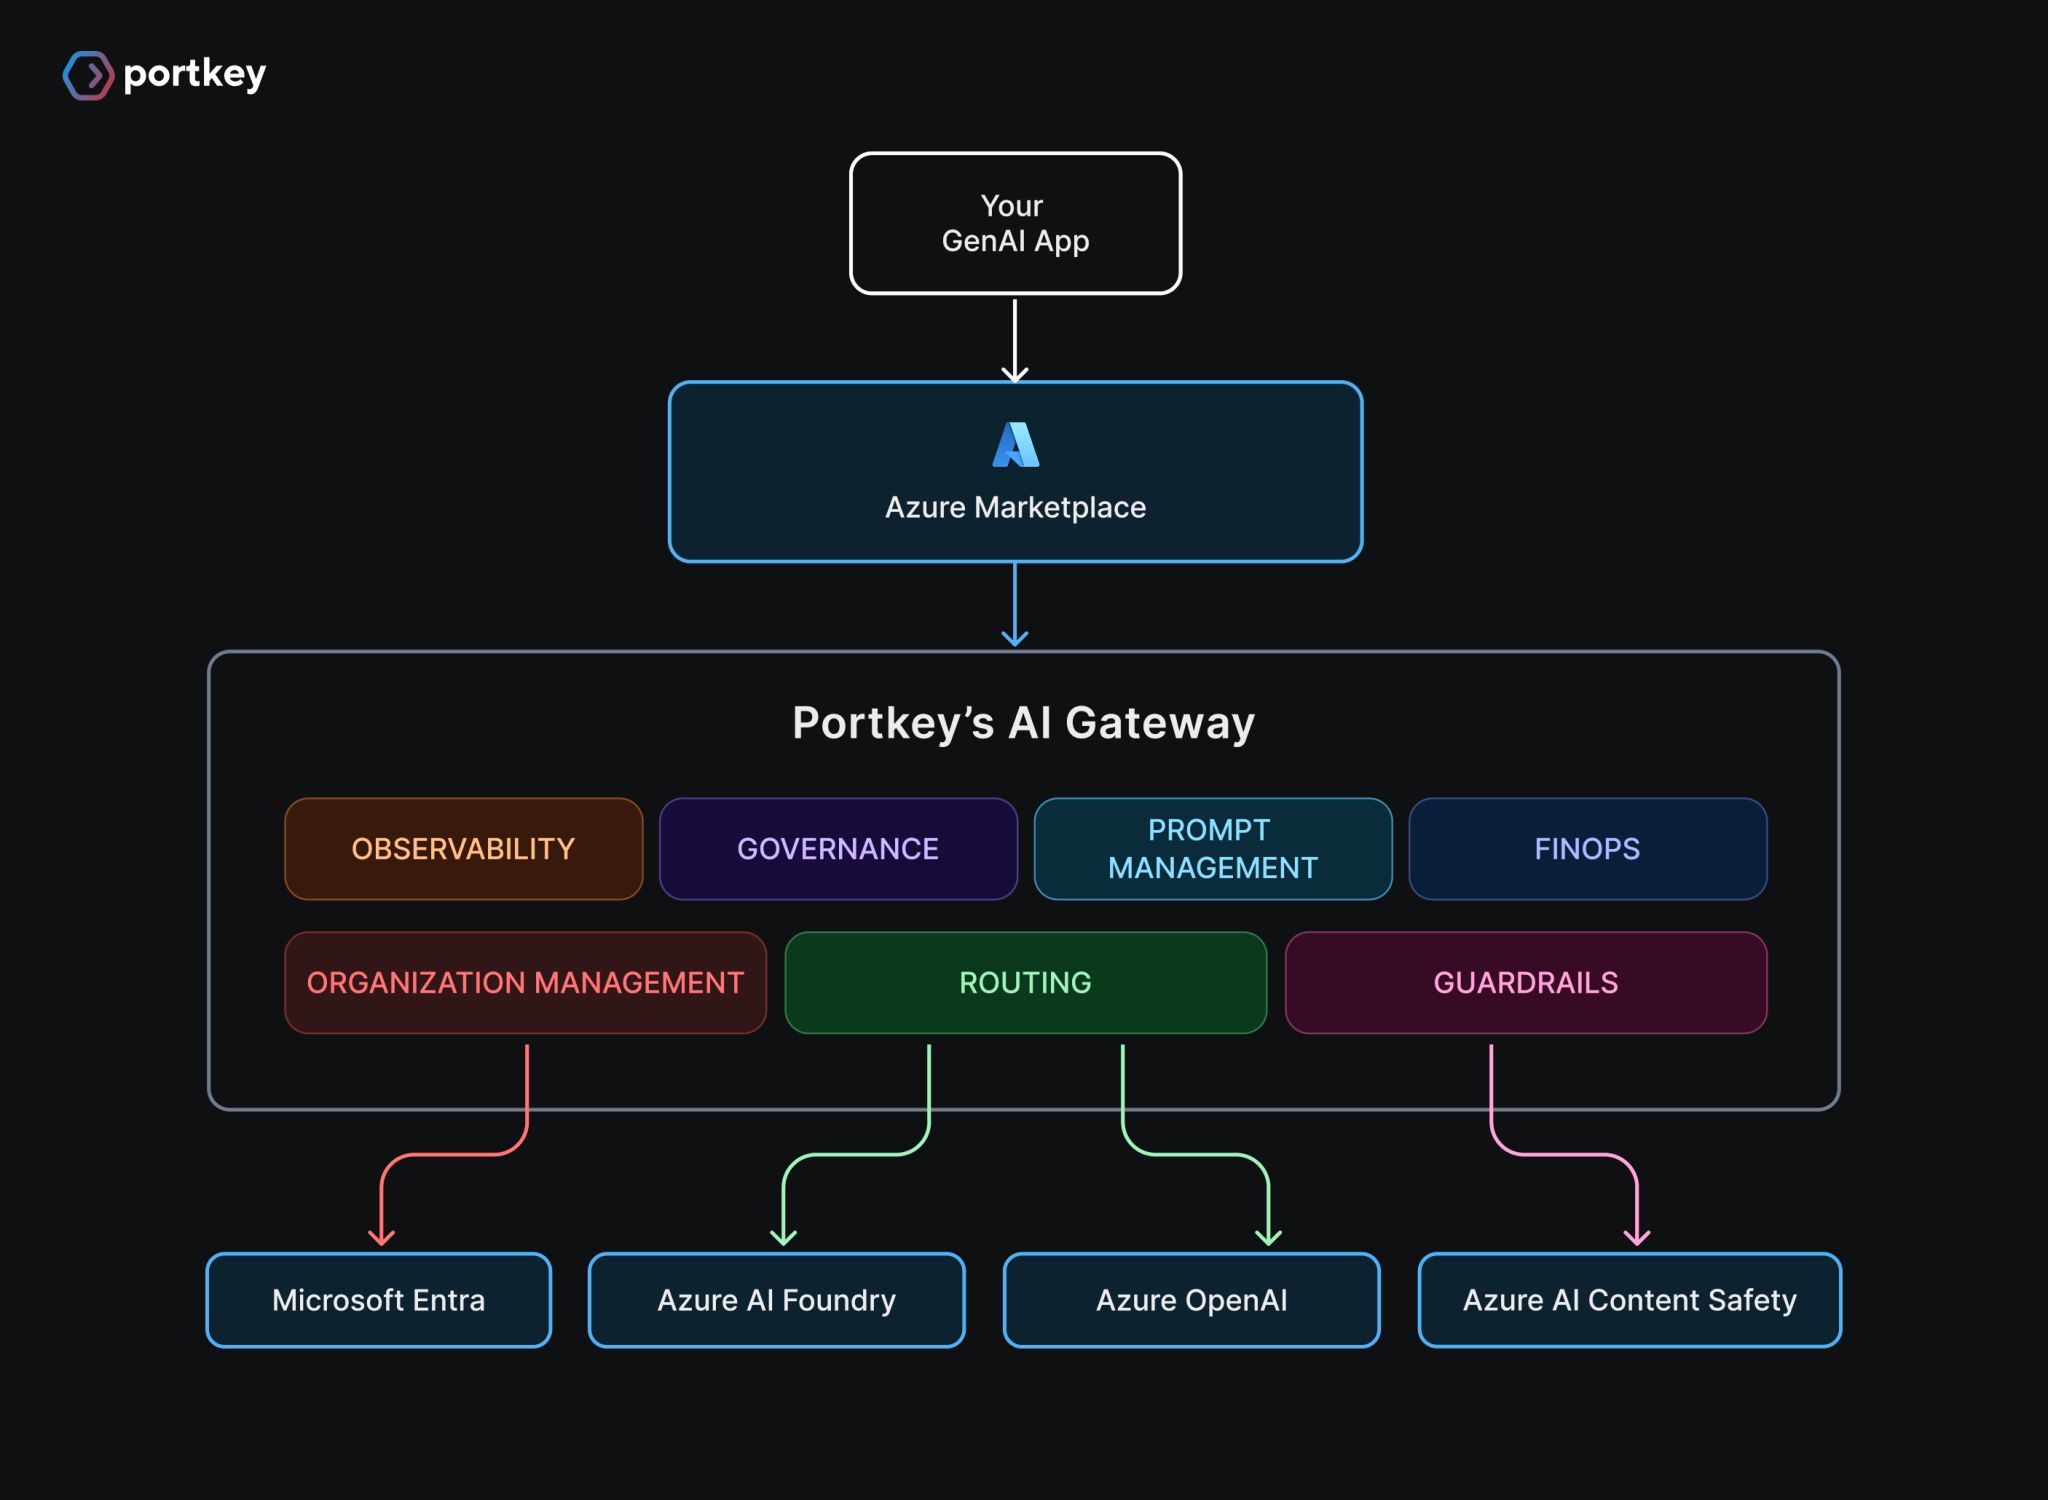 portkey
Your
GenAI App
Azure Marketplace
Portkey’s AI Gateway
OBSERVABILITY
GOVERNANCE
PROMPT
MANAGEMENT
FINOPS
ORGANIZATION MANAGEMENT
ROUTING
GUARDRAILS
Microsoft Entra
Azure AI Foundry
Azure OpenAI
Azure AI Content Safety